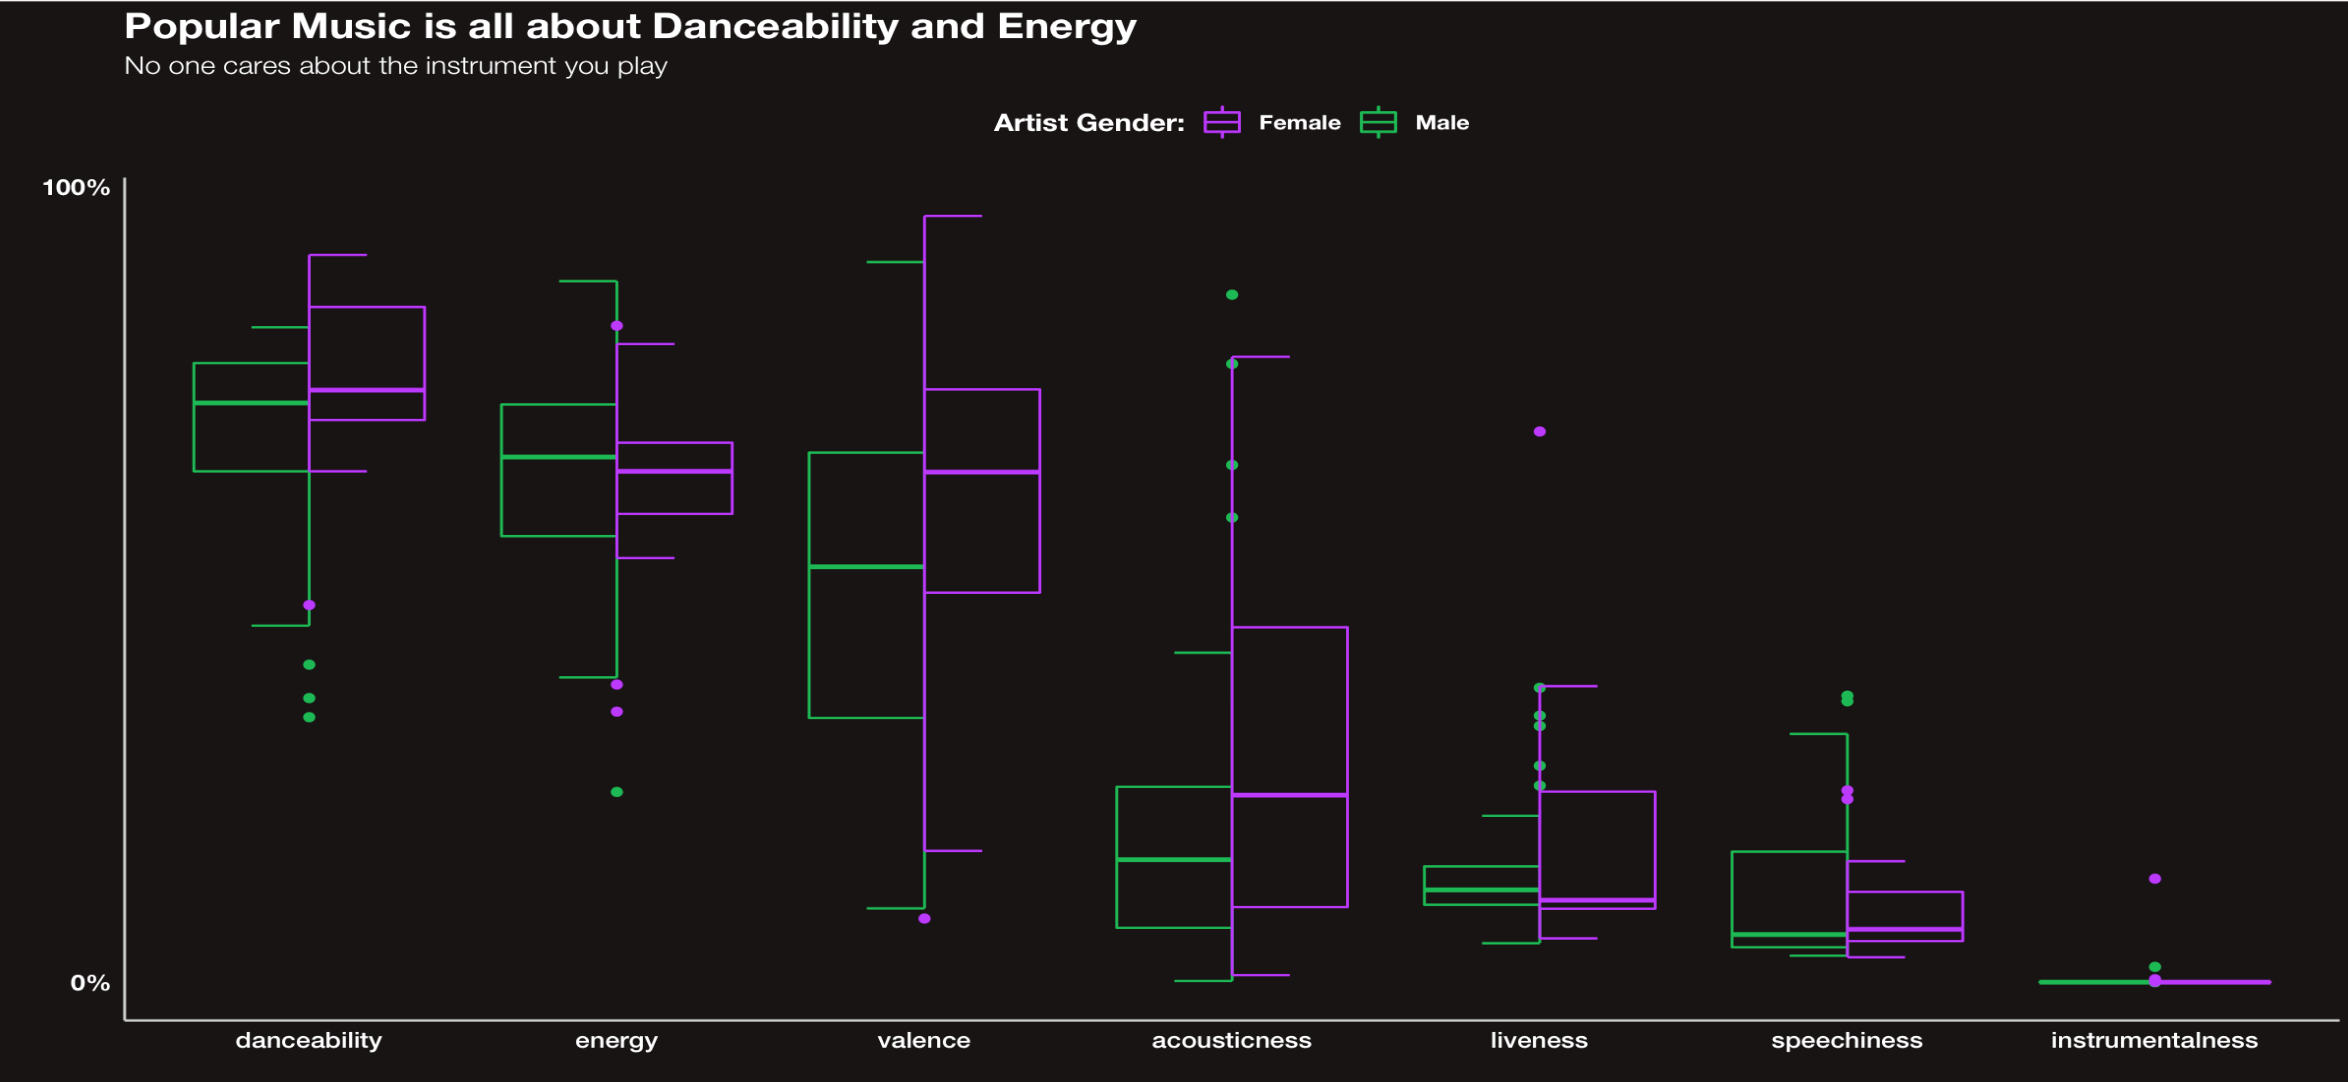 Popular Music is all about Danceability and Energy
No one cares about the instrument you play
Artist Gender: Female Male
100%
0%
danceability energy valence acousticness liveness speechiness instrumentalness